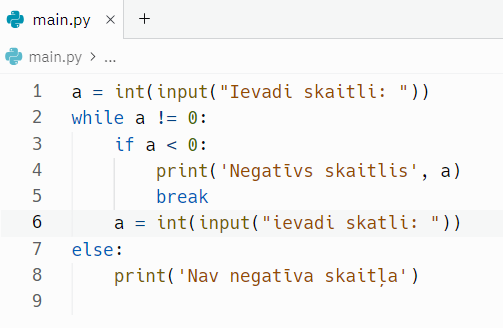 main.py × +
main.py > ...
1 a = int(input("Ievadi skaitli: "))
2 while a != 0:
3     if a < 0:
4         print('Negatīvs skaitlis', a)
5         break
6     a = int(input("ievadi skatli: "))
7 else:
8     print('Nav negatīva skaitļa')
9